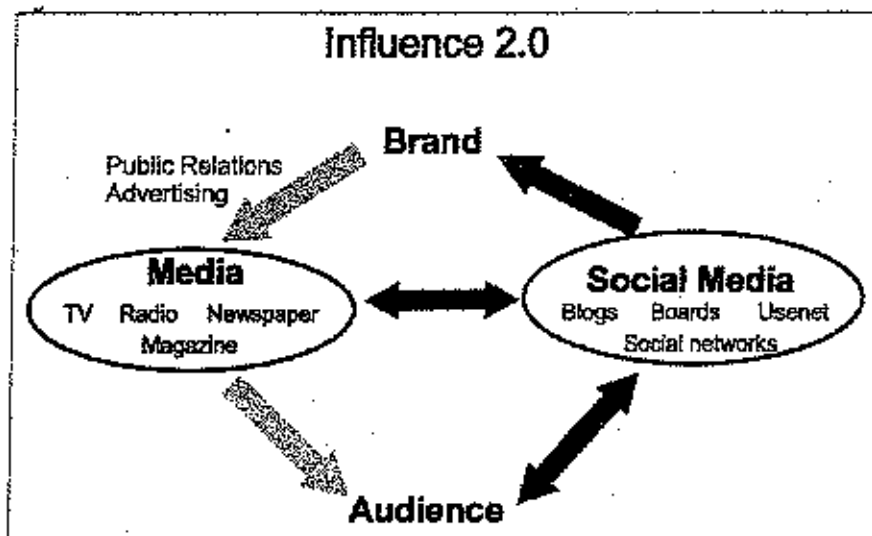 Influence 2.0
Brand
Public Relations
Advertising
Media
TV Radio Newspaper
Magazine
Social Media
Blogs Boards Usenet
Social networks
Audience